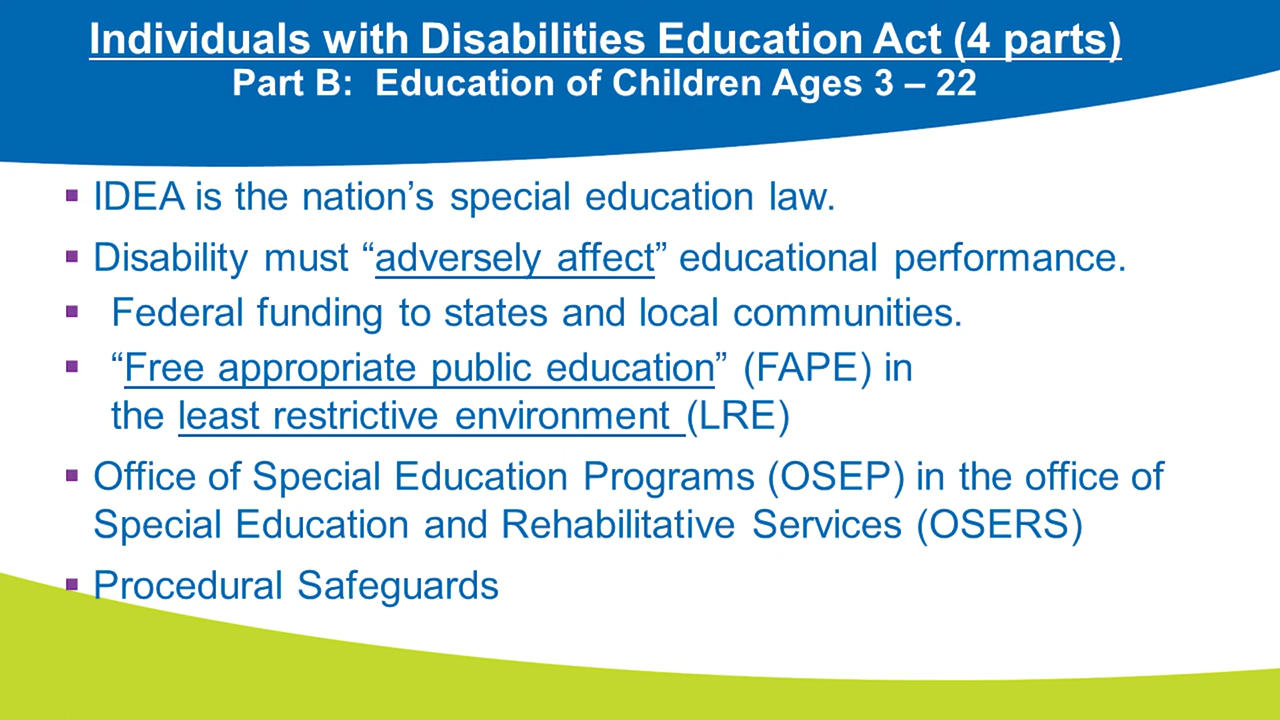 Individuals with Disabilities Education Act (4 parts)
Part B: Education of Children Ages 3 – 22
▪ IDEA is the nation’s special education law.
▪ Disability must “adversely affect” educational performance.
▪ Federal funding to states and local communities.
▪ “Free appropriate public education” (FAPE) in
the least restrictive environment (LRE)
▪ Office of Special Education Programs (OSEP) in the office of
Special Education and Rehabilitative Services (OSERS)
▪ Procedural Safeguards